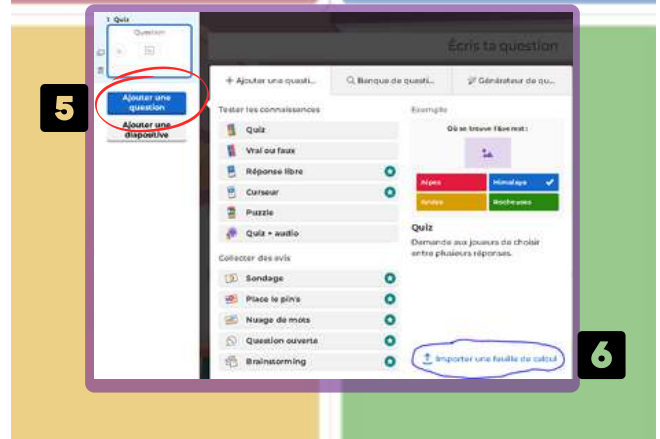 1 Quiz
Question
Écris ta question
+ Ajouter une questi...
Banque de questi...
Générateur de qu...
5
Ajouter une
question
Ajouter une
diapositive
Tester les connaissances
Quiz
Vrai ou faux
Réponse libre
Curseur
Puzzle
Quiz + audio
Collecter des avis
Sondage
Place le pin's
Nuage de mots
Question ouverte
Brainstorming
Exemple
Où se trouve l'Everest :
Alpes
Himalaya
Andes
Rocheuses
Quiz
Demande aux joueurs de choisir
entre plusieurs réponses.
Importer une feuille de calcul
6